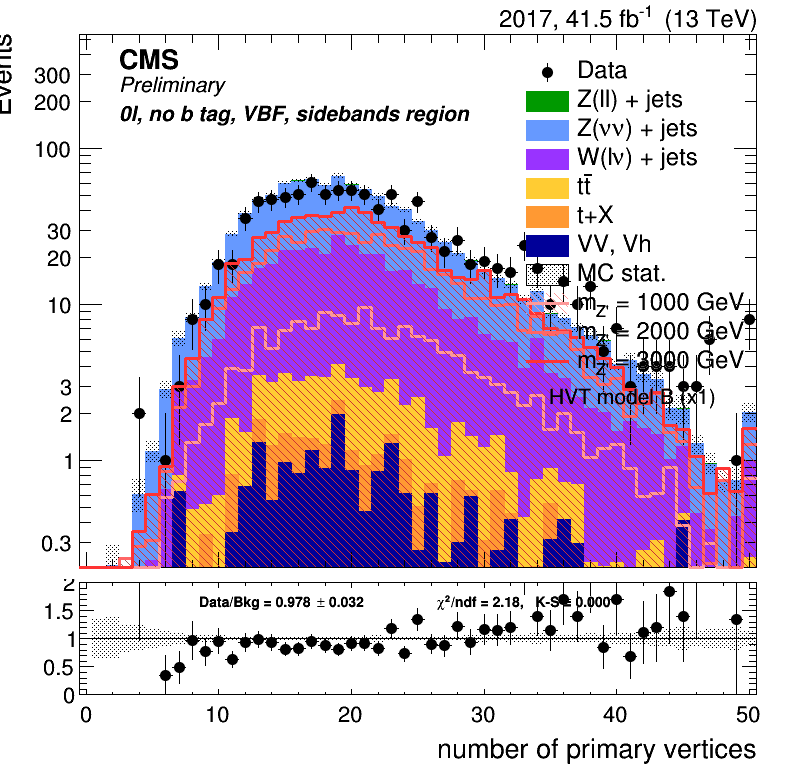 2017, 41.5 fb⁻¹ (13 TeV)
Events
CMS
Preliminary
0l, no b tag, VBF, sidebands region
Data
Z(ll) + jets
Z(νν) + jets
W(lν) + jets
tt̄
t+X
VV, Vh
MC stat.
m_Z' = 1000 GeV
m_Z' = 2000 GeV
m_Z' = 3000 GeV
HVT model B (x1)
300
200
100
30
20
10
3
2
1
0.3
Data/Bkg = 0.978 ± 0.032
χ²/ndf = 2.18, K-S = 0.000
2
1.5
1
0.5
0
0 10 20 30 40 50
number of primary vertices